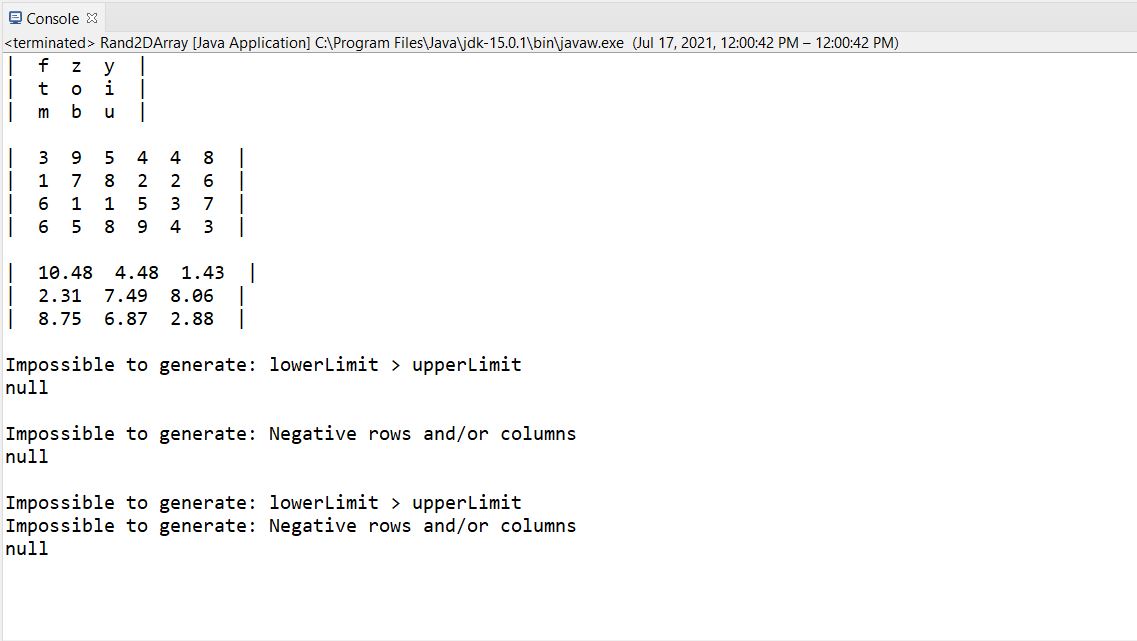 Console
<terminated> Rand2DArray [Java Application] C:\Program Files\Java\jdk-15.0.1\bin\javaw.exe  (Jul 17, 2021, 12:00:42 PM – 12:00:42 PM)
|  f  z  y  |
|  t  o  i  |
|  m  b  u  |
|  3  9  5  4  4  8  |
|  1  7  8  2  2  6  |
|  6  1  1  5  3  7  |
|  6  5  8  9  4  3  |
|  10.48  4.48  1.43  |
|  2.31  7.49  8.06  |
|  8.75  6.87  2.88  |
Impossible to generate: lowerLimit > upperLimit
null
Impossible to generate: Negative rows and/or columns
null
Impossible to generate: lowerLimit > upperLimit
Impossible to generate: Negative rows and/or columns
null